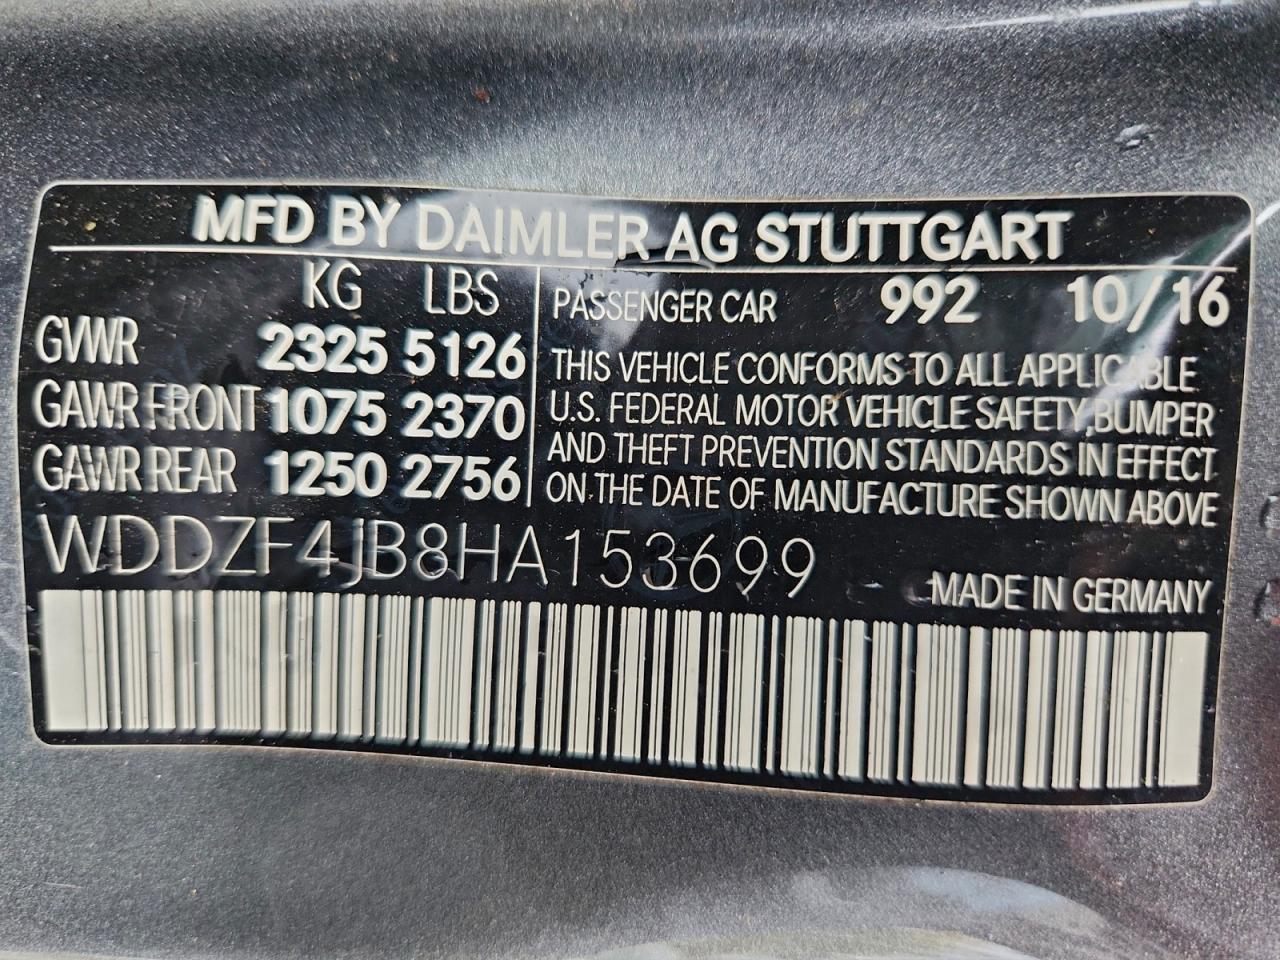 MFD BY DAIMLER AG STUTTGART
KG LBS
GVWR 2325 5126
GAWR FRONT 1075 2370
GAWR REAR 1250 2756
PASSENGER CAR 992 10/16
THIS VEHICLE CONFORMS TO ALL APPLICABLE
U.S. FEDERAL MOTOR VEHICLE SAFETY, BUMPER
AND THEFT PREVENTION STANDARDS IN EFFECT
ON THE DATE OF MANUFACTURE SHOWN ABOVE
WDDZF4JB8HA153699
MADE IN GERMANY